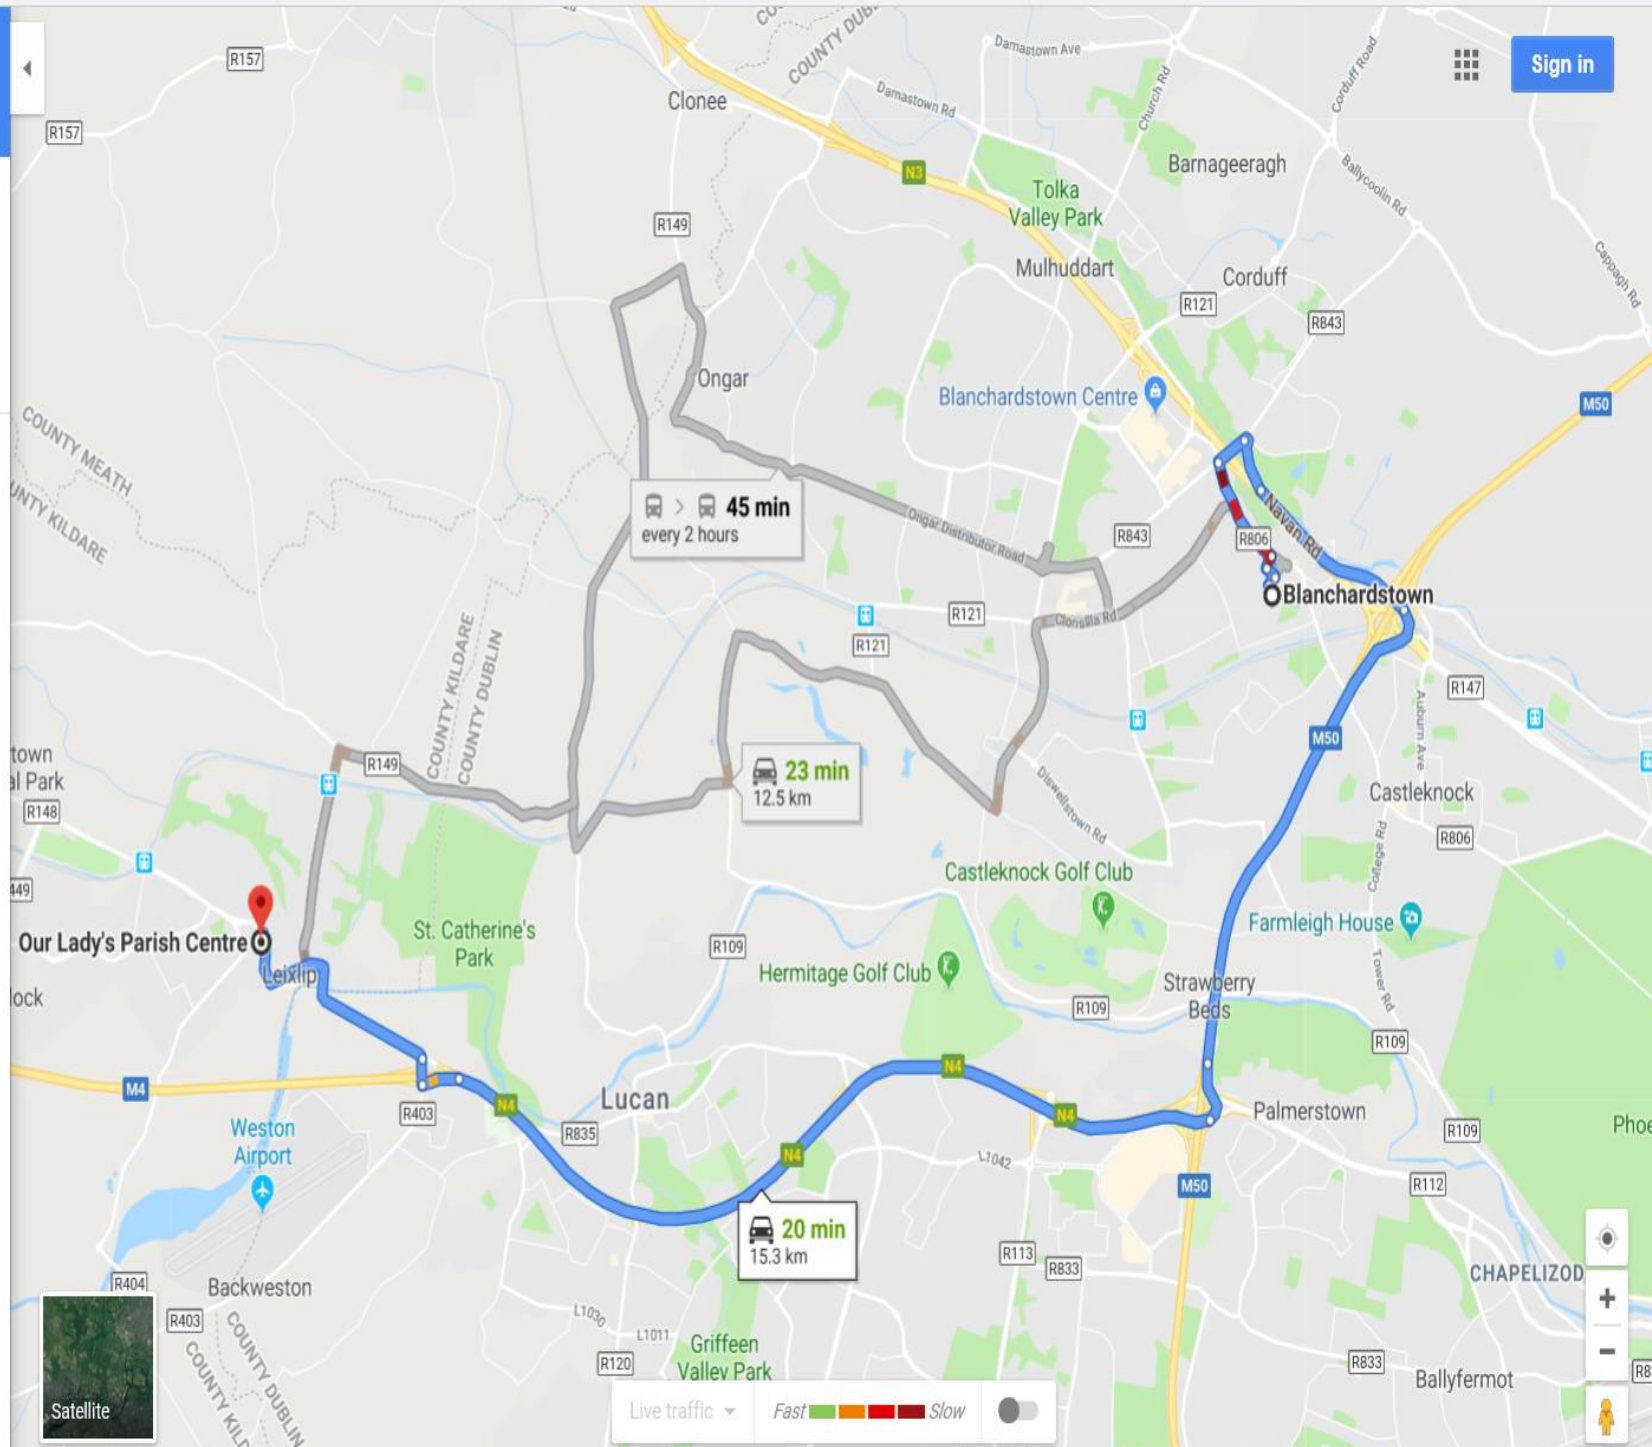 COUNTY DUBLIN
Damastown Ave
Church Rd
Corduff Road
Sign in
R157
Clonee
Damastown Rd
R157
Barnageeragh
N3
Ballycoolin Rd
Tolka
Valley Park
R149
Mulhuddart
Corduff
Cappagh Rd
R121
R843
Ongar
Blanchardstown Centre
M50
COUNTY MEATH
UNTY KILDARE
45 min
every 2 hours
Ongar Distributor Road
R843
R806
Navan Rd
Blanchardstown
R121
Clonsilla Rd
R121
COUNTY KILDARE
COUNTY DUBLIN
R147
Auburn Ave
M50
town
al Park
R149
23 min
12.5 km
Diswellstown Rd
Castleknock
R148
R806
College Rd
Castleknock Golf Club
449
Farmleigh House
St. Catherine's
Park
Our Lady's Parish Centre
R109
Leixlip
Hermitage Golf Club
Tower Rd
Strawberry
Beds
lock
R109
R109
N4
M4
R403
N4
Lucan
N4
Palmerstown
Weston
Airport
R835
R109
Phoe
N4
L1042
M50
R112
20 min
15.3 km
R113
R833
CHAPELIZOD
R404
Backweston
R403
L1030
L1011
COUNTY DUBLIN
COUNTY KIL
Griffeen
Valley Park
R120
R833
R8
Ballyfermot
Satellite
Live traffic
Fast
Slow